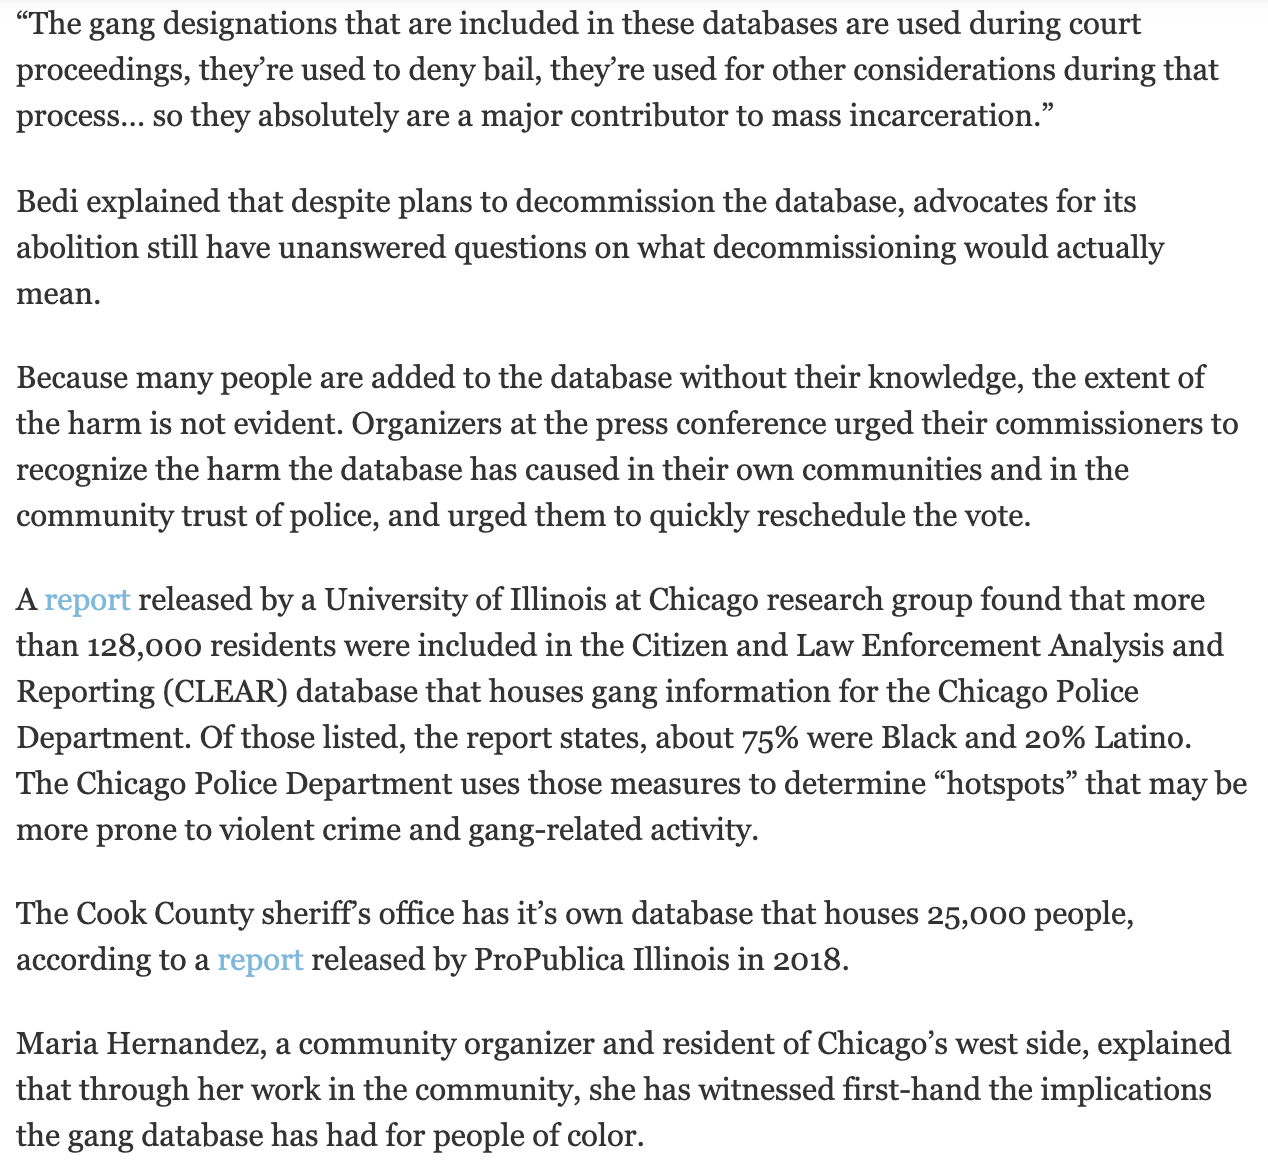 “The gang designations that are included in these databases are used during court
proceedings, they’re used to deny bail, they’re used for other considerations during that
process... so they absolutely are a major contributor to mass incarceration.”
Bedi explained that despite plans to decommission the database, advocates for its
abolition still have unanswered questions on what decommissioning would actually
mean.
Because many people are added to the database without their knowledge, the extent of
the harm is not evident. Organizers at the press conference urged their commissioners to
recognize the harm the database has caused in their own communities and in the
community trust of police, and urged them to quickly reschedule the vote.
A report released by a University of Illinois at Chicago research group found that more
than 128,000 residents were included in the Citizen and Law Enforcement Analysis and
Reporting (CLEAR) database that houses gang information for the Chicago Police
Department. Of those listed, the report states, about 75% were Black and 20% Latino.
The Chicago Police Department uses those measures to determine “hotspots” that may be
more prone to violent crime and gang-related activity.
The Cook County sheriff’s office has it’s own database that houses 25,000 people,
according to a report released by ProPublica Illinois in 2018.
Maria Hernandez, a community organizer and resident of Chicago’s west side, explained
that through her work in the community, she has witnessed first-hand the implications
the gang database has had for people of color.